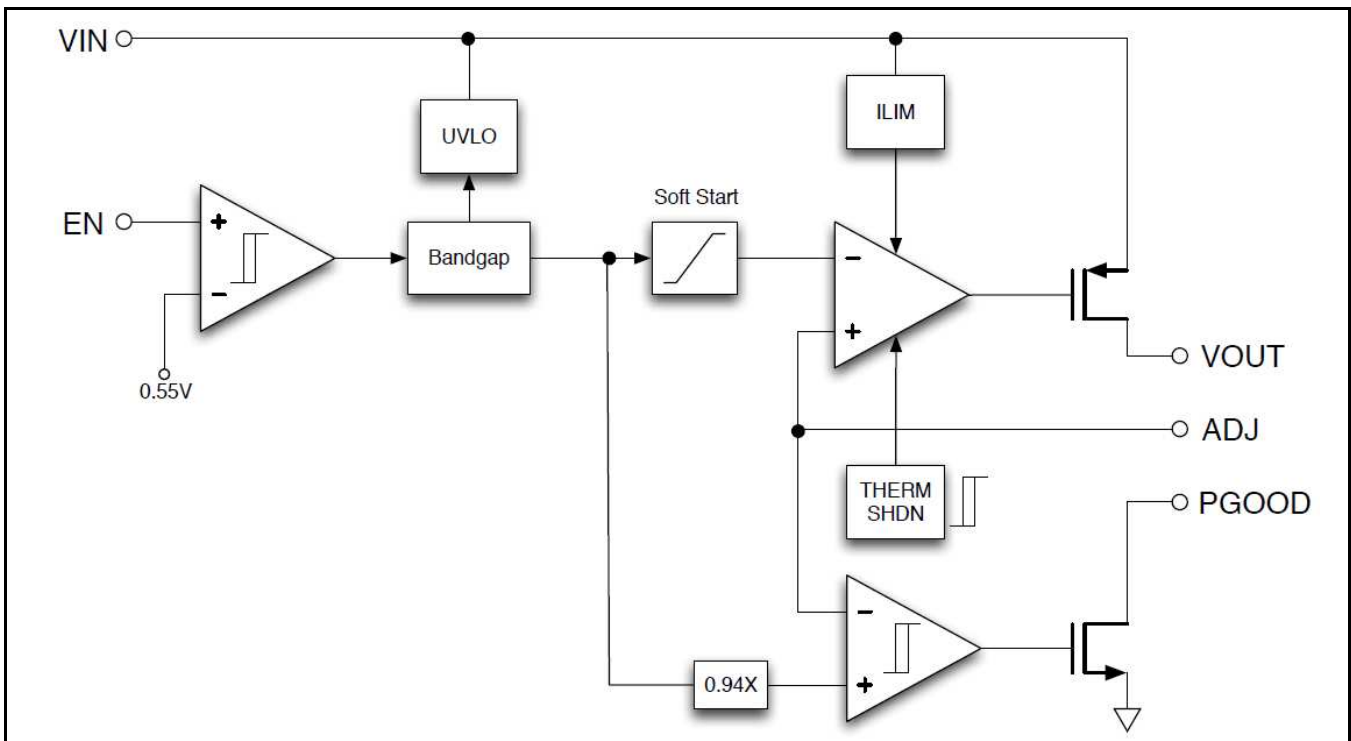 VIN
UVLO
ILIM
Soft Start
EN
+
−
Bandgap
−
+
0.55V
VOUT
ADJ
THERM
SHDN
PGOOD
−
+
0.94X